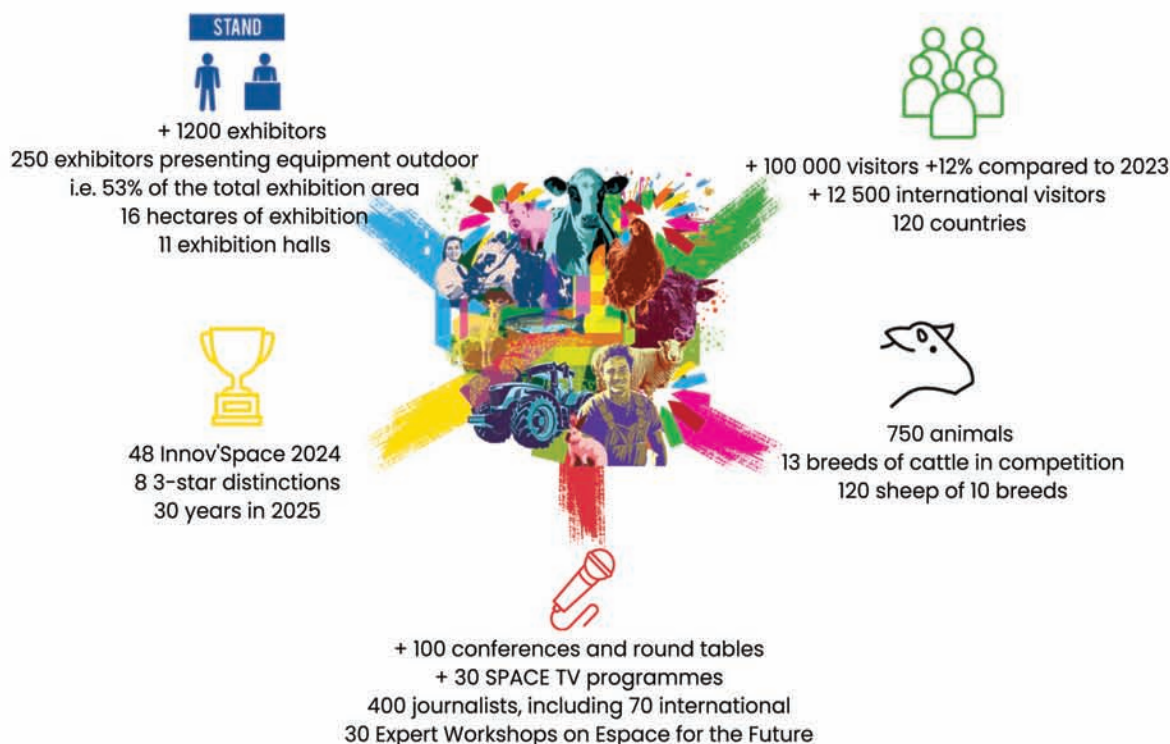 STAND
+ 1200 exhibitors
250 exhibitors presenting equipment outdoor
i.e. 53% of the total exhibition area
16 hectares of exhibition
11 exhibition halls
+ 100 000 visitors +12% compared to 2023
+ 12 500 international visitors
120 countries
48 Innov'Space 2024
8 3-star distinctions
30 years in 2025
750 animals
13 breeds of cattle in competition
120 sheep of 10 breeds
+ 100 conferences and round tables
+ 30 SPACE TV programmes
400 journalists, including 70 international
30 Expert Workshops on Espace for the Future